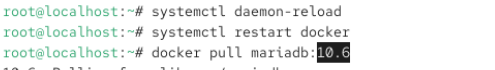 root@localhost:~# systemctl daemon-reload
root@localhost:~# systemctl restart docker
root@localhost:~# docker pull mariadb:10.6